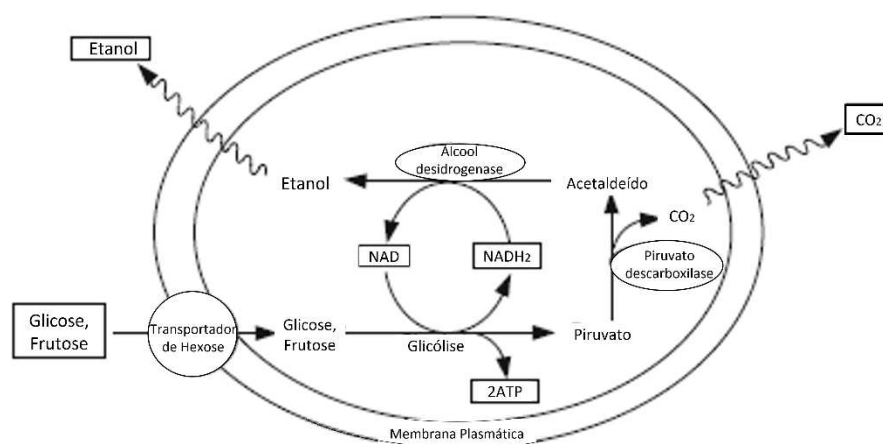 Etanol
CO₂
Álcool
desidrogenase
Etanol
Acetaldeído
CO₂
NAD
NADH₂
Piruvato
descarboxilase
Glicose,
Frutose
Transportador
de Hexose
Glicose,
Frutose
Glicólise
Piruvato
2ATP
Membrana Plasmática